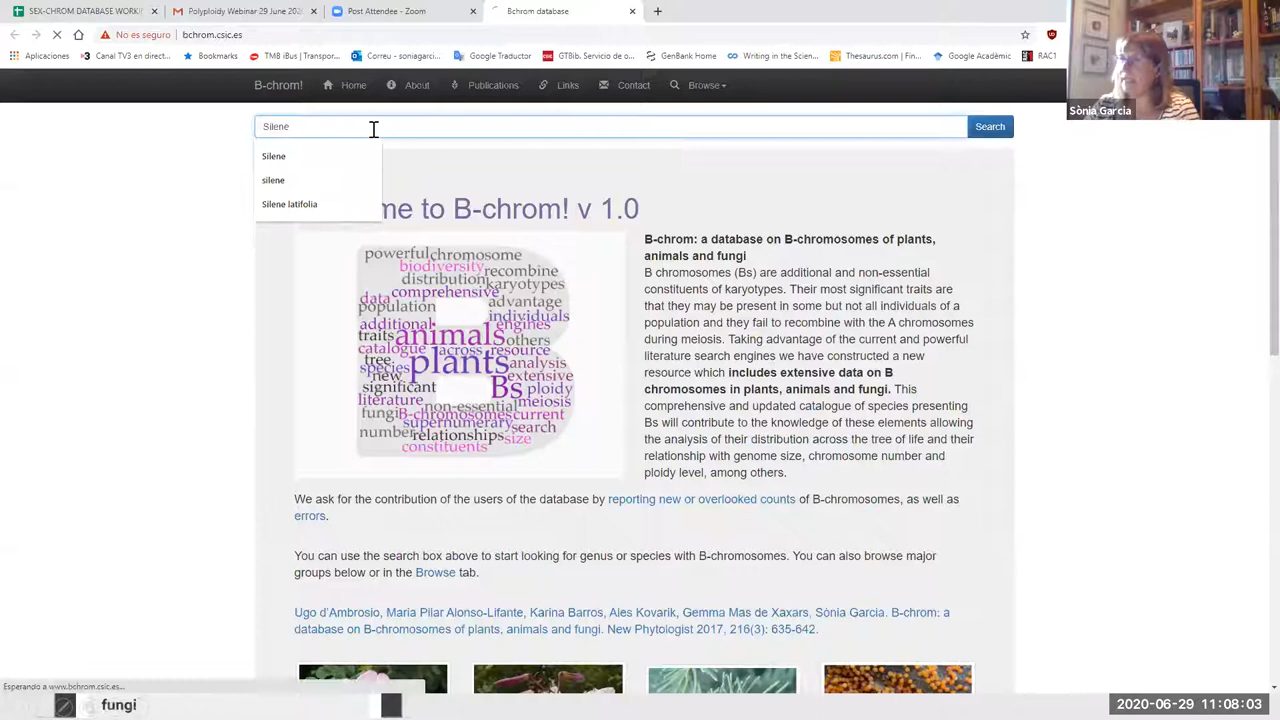 SEX-CHROM DATABASE WORKI
Polyploidy Webinar 29 June 202
Post Attendee - Zoom
Bchrom database
No es seguro
bchrom.csic.es
Aplicaciones
Canal TV3 en direct...
Bookmarks
TMB iBus | Transpor...
Correu - soniagarci...
Google Traductor
GTBib. Servicio de o...
GenBank Home
Writing in the Scien...
Thesaurus.com | Fin...
Google Acadèmic
RAC1
Sònia Garcia
B-chrom!
Home
About
Publications
Links
Contact
Browse
Silene
Search
Silene
silene
Silene latifolia
me to B-chrom! v 1.0
powerful chromosome
biodiversity recombine
distribution karyotypes
data comprehensive advantage
population individuals
additional engines
traits animals others
catalogue across resource
tree plants analysis
species extensive
new Bs ploidy
significant
literature non-essential meiosis
fungi B-chromosomes current
supernumerary search
number relationships size
constituents
B-chrom: a database on B-chromosomes of plants,
animals and fungi
B chromosomes (Bs) are additional and non-essential
constituents of karyotypes. Their most significant traits are
that they may be present in some but not all individuals of a
population and they fail to recombine with the A chromosomes
during meiosis. Taking advantage of the current and powerful
literature search engines we have constructed a new
resource which includes extensive data on B
chromosomes in plants, animals and fungi. This
comprehensive and updated catalogue of species presenting
Bs will contribute to the knowledge of these elements allowing
the analysis of their distribution across the tree of life and their
relationship with genome size, chromosome number and
ploidy level, among others.
We ask for the contribution of the users of the database by reporting new or overlooked counts of B-chromosomes, as well as
errors.
You can use the search box above to start looking for genus or species with B-chromosomes. You can also browse major
groups below or in the Browse tab.
Ugo d'Ambrosio, Maria Pilar Alonso-Lifante, Karina Barros, Ales Kovarik, Gemma Mas de Xaxars, Sònia Garcia. B-chrom: a
database on B-chromosomes of plants, animals and fungi. New Phytologist 2017, 216(3): 635-642.
Esperando a www.bchrom.csic.es...
fungi
2020-06-29 11:08:03